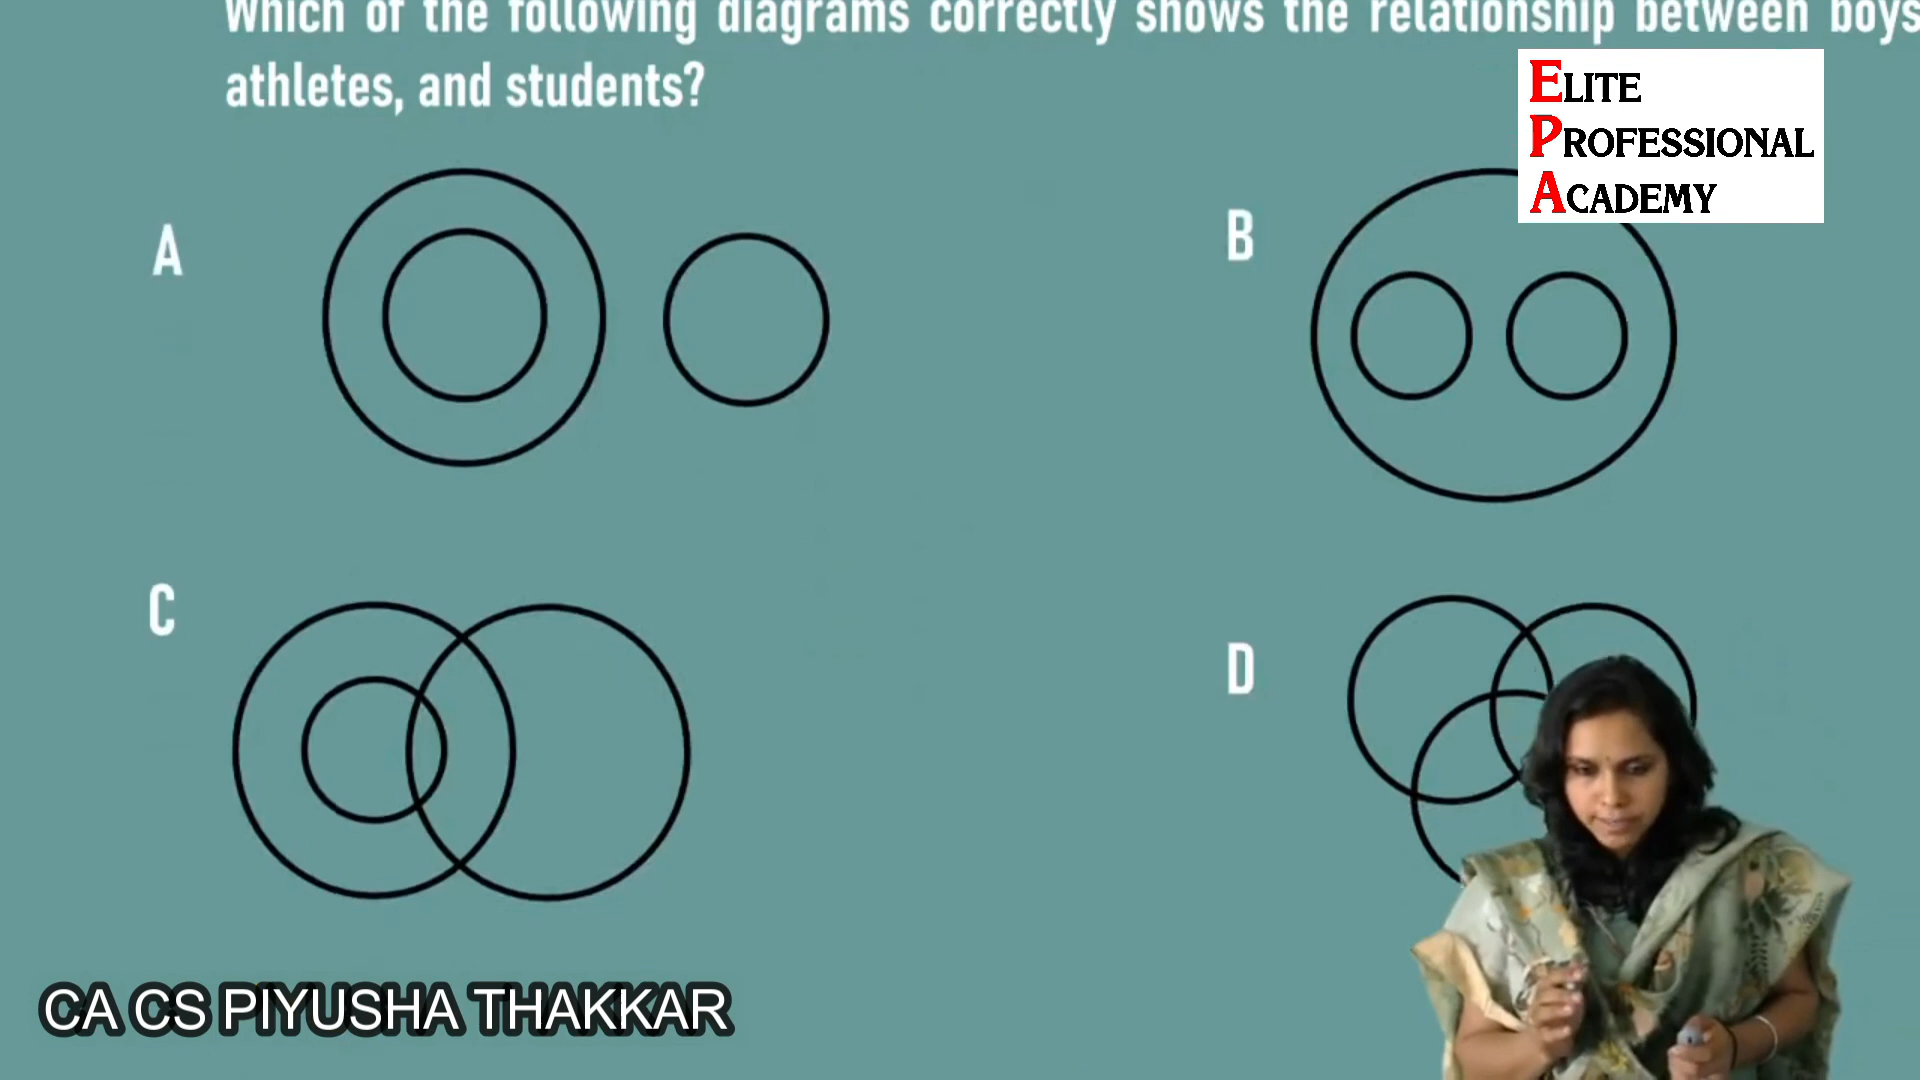 Which of the following diagrams correctly shows the relationship between boys
athletes, and students?
ELITE
PROFESSIONAL
ACADEMY
A
B
C
D
CA CS PIYUSHA THAKKAR